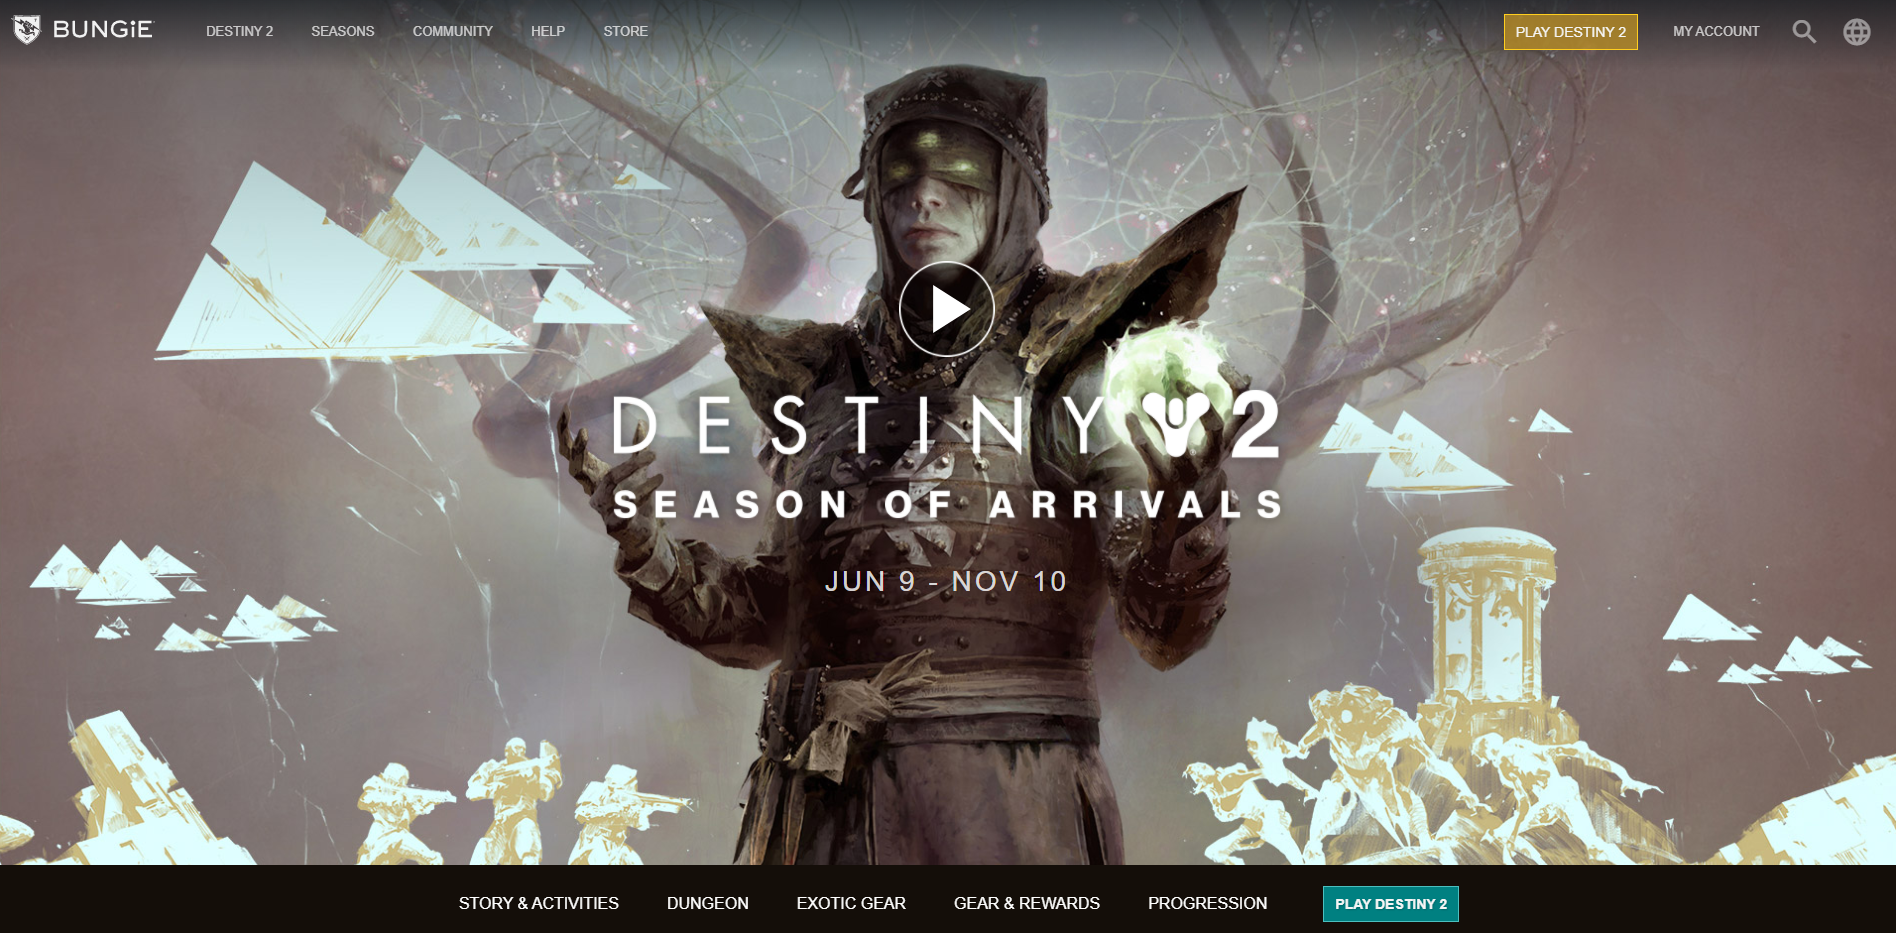 BUNGiE
DESTINY 2
SEASONS
COMMUNITY
HELP
STORE
PLAY DESTINY 2
MY ACCOUNT
DESTINY 2
SEASON OF ARRIVALS
JUN 9 - NOV 10
STORY & ACTIVITIES
DUNGEON
EXOTIC GEAR
GEAR & REWARDS
PROGRESSION
PLAY DESTINY 2